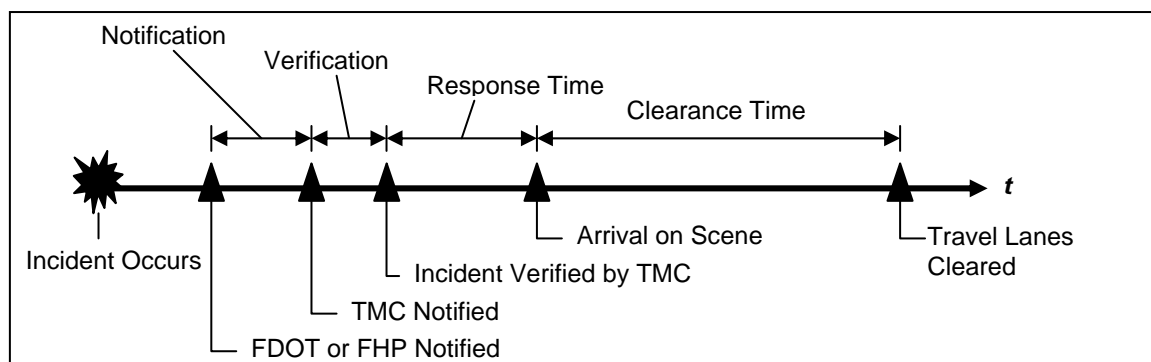 Notification
Verification
Response Time
Clearance Time
t
Incident Occurs
Arrival on Scene
Travel Lanes
Cleared
Incident Verified by TMC
TMC Notified
FDOT or FHP Notified